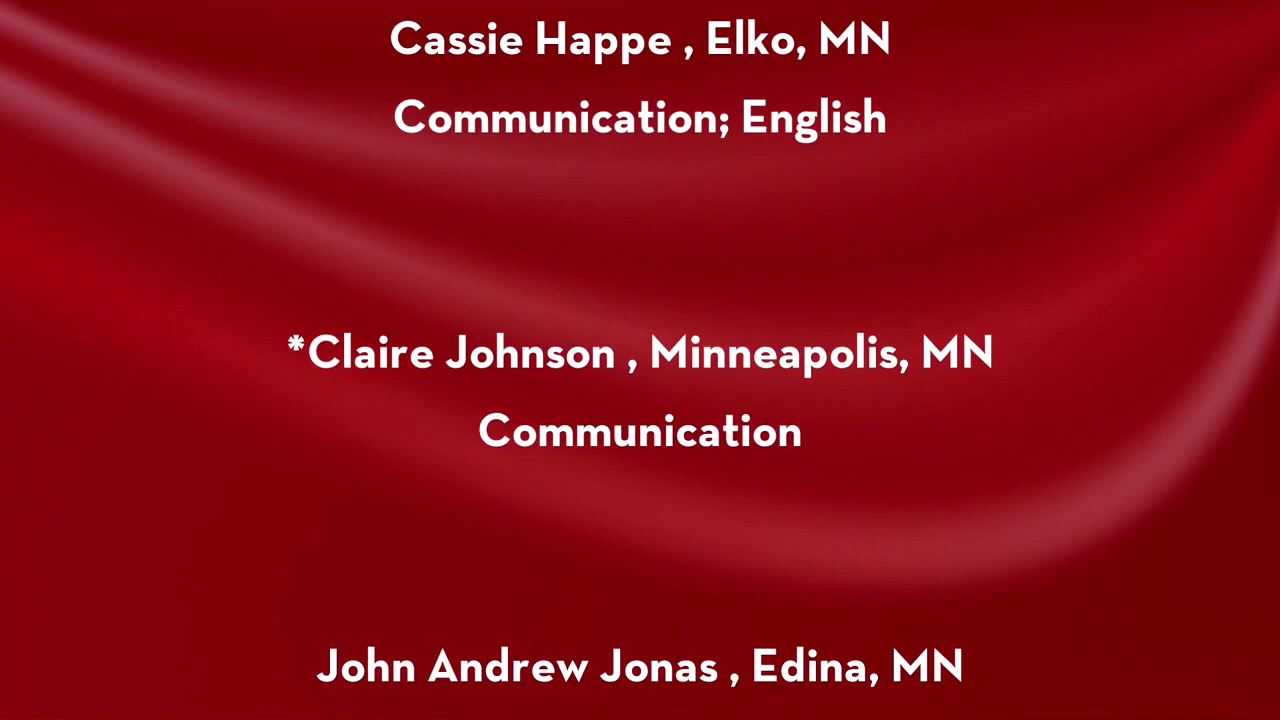 Cassie Happe , Elko, MN
Communication; English
*Claire Johnson , Minneapolis, MN
Communication
John Andrew Jonas , Edina, MN